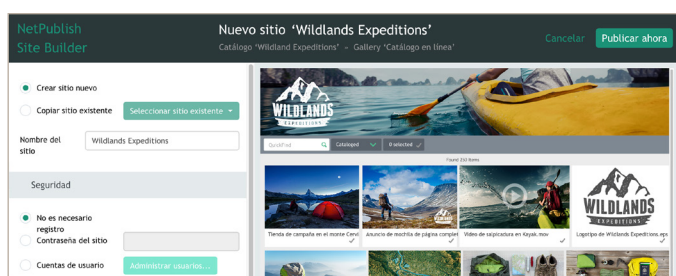 NetPublish
Site Builder
Nuevo sitio ‘Wildlands Expeditions’
Catálogo ‘Wildland Expeditions’ - Gallery ‘Catálogo en línea’
Cancelar
Publicar ahora
Crear sitio nuevo
Copiar sitio existente
Seleccionar sitio existente
Nombre del
sitio
Wildlands Expeditions
Seguridad
No es necesario
registro
Contraseña del sitio
Cuentas de usuario
Administrar usuarios...
WILDLANDS
EXPEDITIONS
QuickFind
Cataloged
0 selected
Found 250 items
WILDLANDS
WILDLANDS
EXPEDITIONS
Tienda de campaña en el monte Cervi
Anuncio de mochila de página complet
Vídeo de salpicadura en Kayak.mov
Logotipo de Wildlands Expeditions.eps